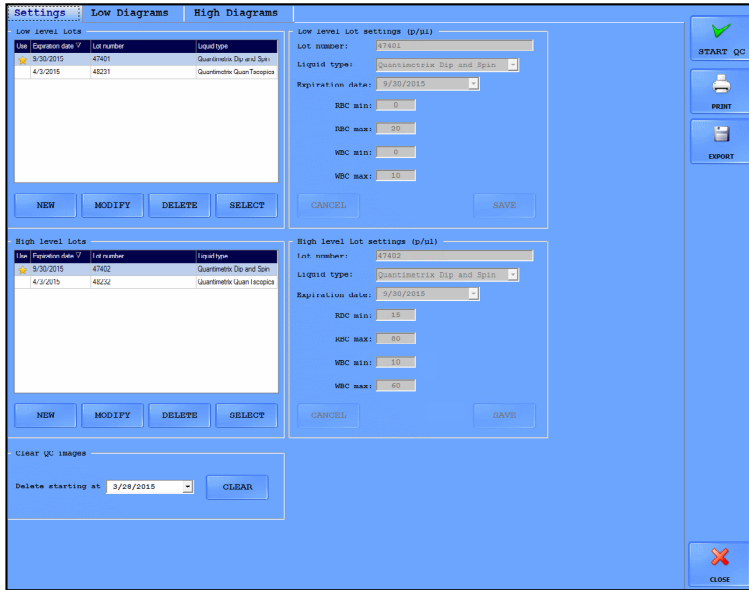 Settings Low Diagrams High Diagrams
Low level Lots
Use Expiration date Lot number Liquid type
9/30/2015 47401 Quantimetrix Dip and Spin
4/3/2015 48231 Quantimetrix QuanTscopics
NEW MODIFY DELETE SELECT
Low level Lot settings (p/µl)
Lot number: 47401
Liquid type: Quantimetrix Dip and Spin
Expiration date: 9/30/2015
RBC min: 0
RBC max: 20
WBC min: 0
WBC max: 10
CANCEL SAVE
High level Lots
Use Expiration date Lot number Liquid type
9/30/2015 47402 Quantimetrix Dip and Spin
4/3/2015 48232 Quantimetrix QuanTscopics
NEW MODIFY DELETE SELECT
High level Lot settings (p/ul)
Lot number: 47402
Liquid type: Quantimetrix Dip and Spin
Expiration date: 9/30/2015
RBC min: 15
RBC max: 80
WBC min: 10
WBC max: 60
CANCEL SAVE
Clear QC images
Delete starting at 3/28/2015 CLEAR
START QC
PRINT
EXPORT
CLOSE